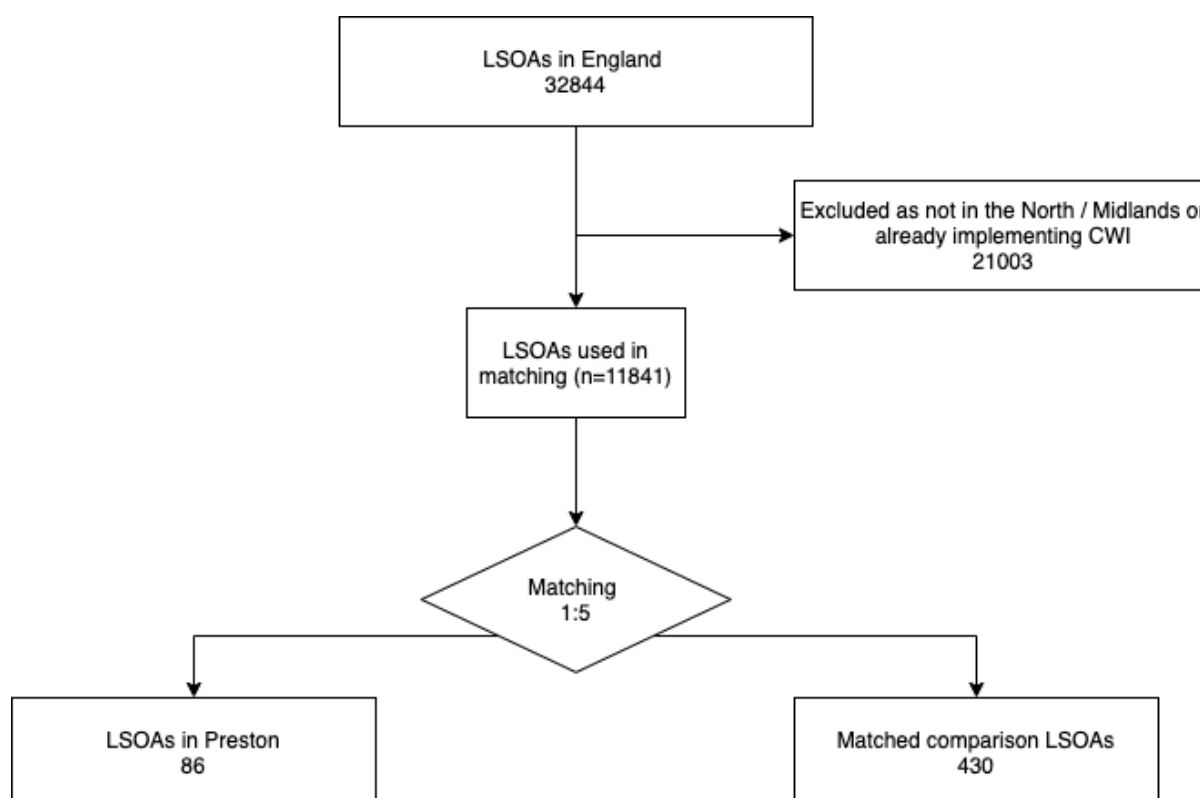 LSOAs in England
32844
Excluded as not in the North / Midlands or
already implementing CWI
21003
LSOAs used in
matching (n=11841)
Matching
1:5
LSOAs in Preston
86
Matched comparison LSOAs
430